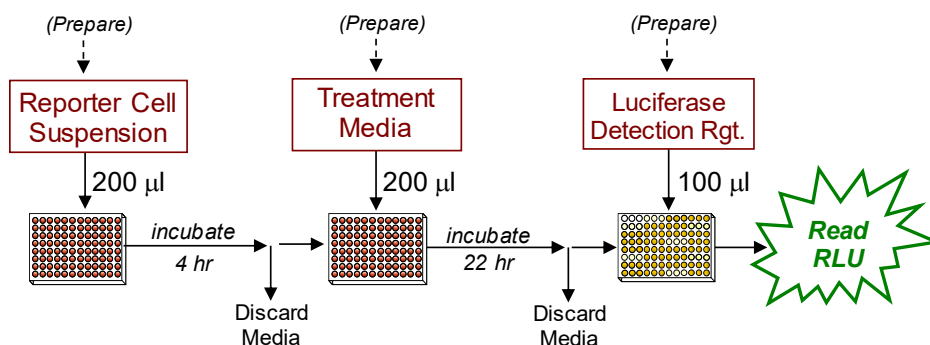 (Prepare)
(Prepare)
(Prepare)
Reporter Cell
Suspension
Treatment
Media
Luciferase
Detection Rgt.
200 μl
200 μl
100 μl
incubate
4 hr
incubate
22 hr
Read
RLU
Discard
Media
Discard
Media